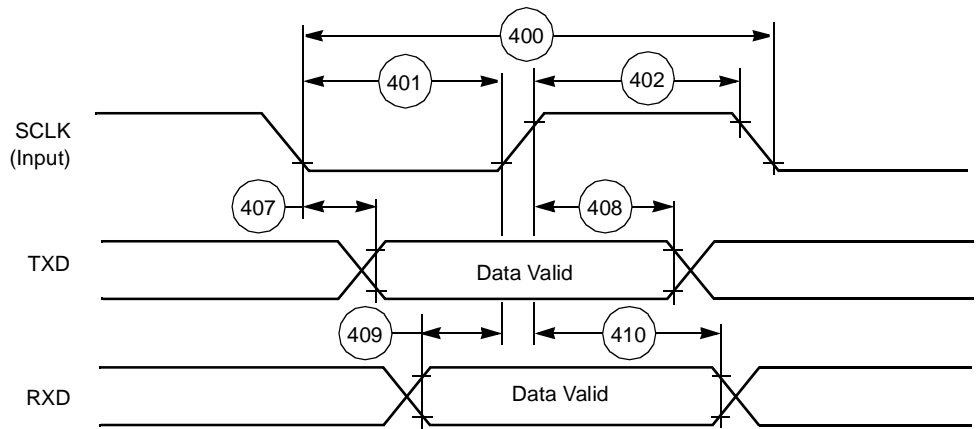 400
401
402
SCLK
(Input)
407
408
TXD
Data Valid
409
410
RXD
Data Valid